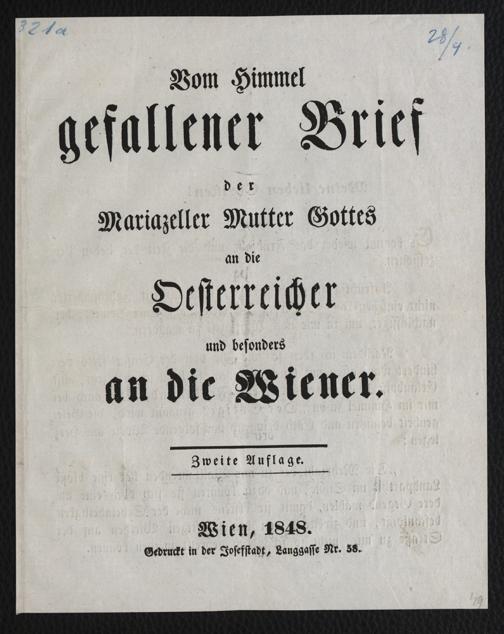 321a
28/4.
Vom Himmel
gefallener Brief
der
Mariazeller Mutter Gottes
an die
Oesterreicher
und besonders
an die Wiener.
Zweite Auflage.
Wien, 1848.
Gedruckt in der Josefstadt, Langgasse Nr. 58.